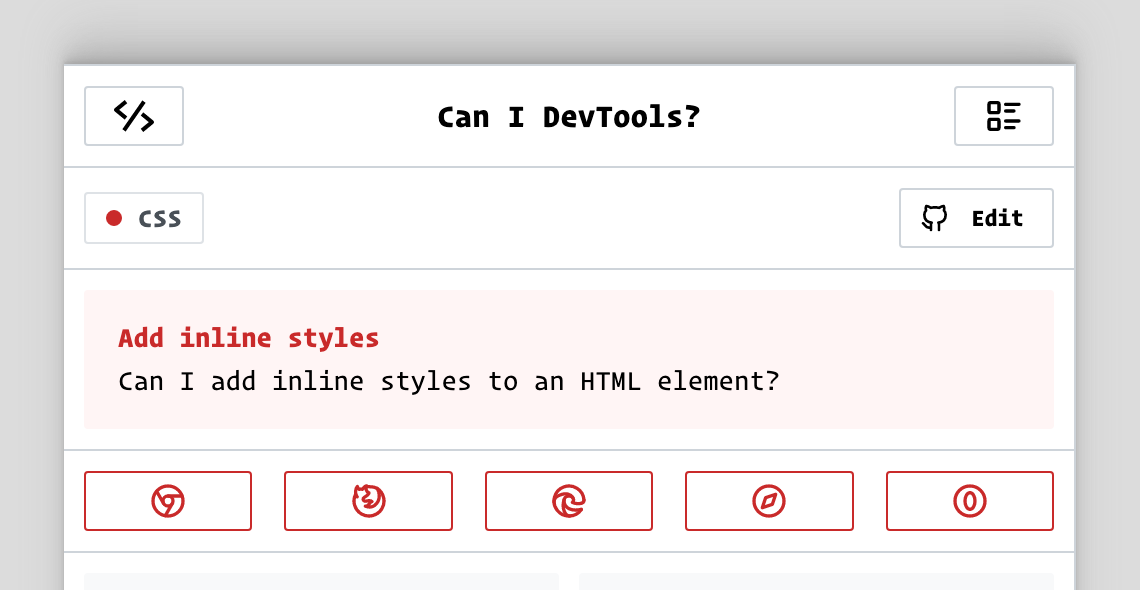 Can I DevTools?
CSS
Edit
Add inline styles
Can I add inline styles to an HTML element?